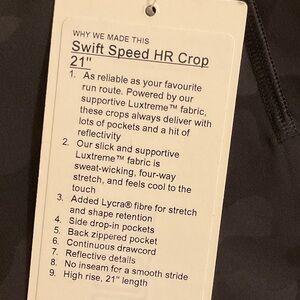 WHY WE MADE THIS
Swift Speed HR Crop
21"
1. As reliable as your favourite
run route. Powered by our
supportive Luxtreme™ fabric,
these crops always deliver with
lots of pockets and a hit of
reflectivity
2. Our slick and supportive
Luxtreme™ fabric is
sweat-wicking, four-way
stretch, and feels cool to the
touch
3. Added Lycra® fibre for stretch
and shape retention
4. Side drop-in pockets
5. Back zippered pocket
6. Continuous drawcord
7. Reflective details
8. No inseam for a smooth stride
9. High rise, 21" length